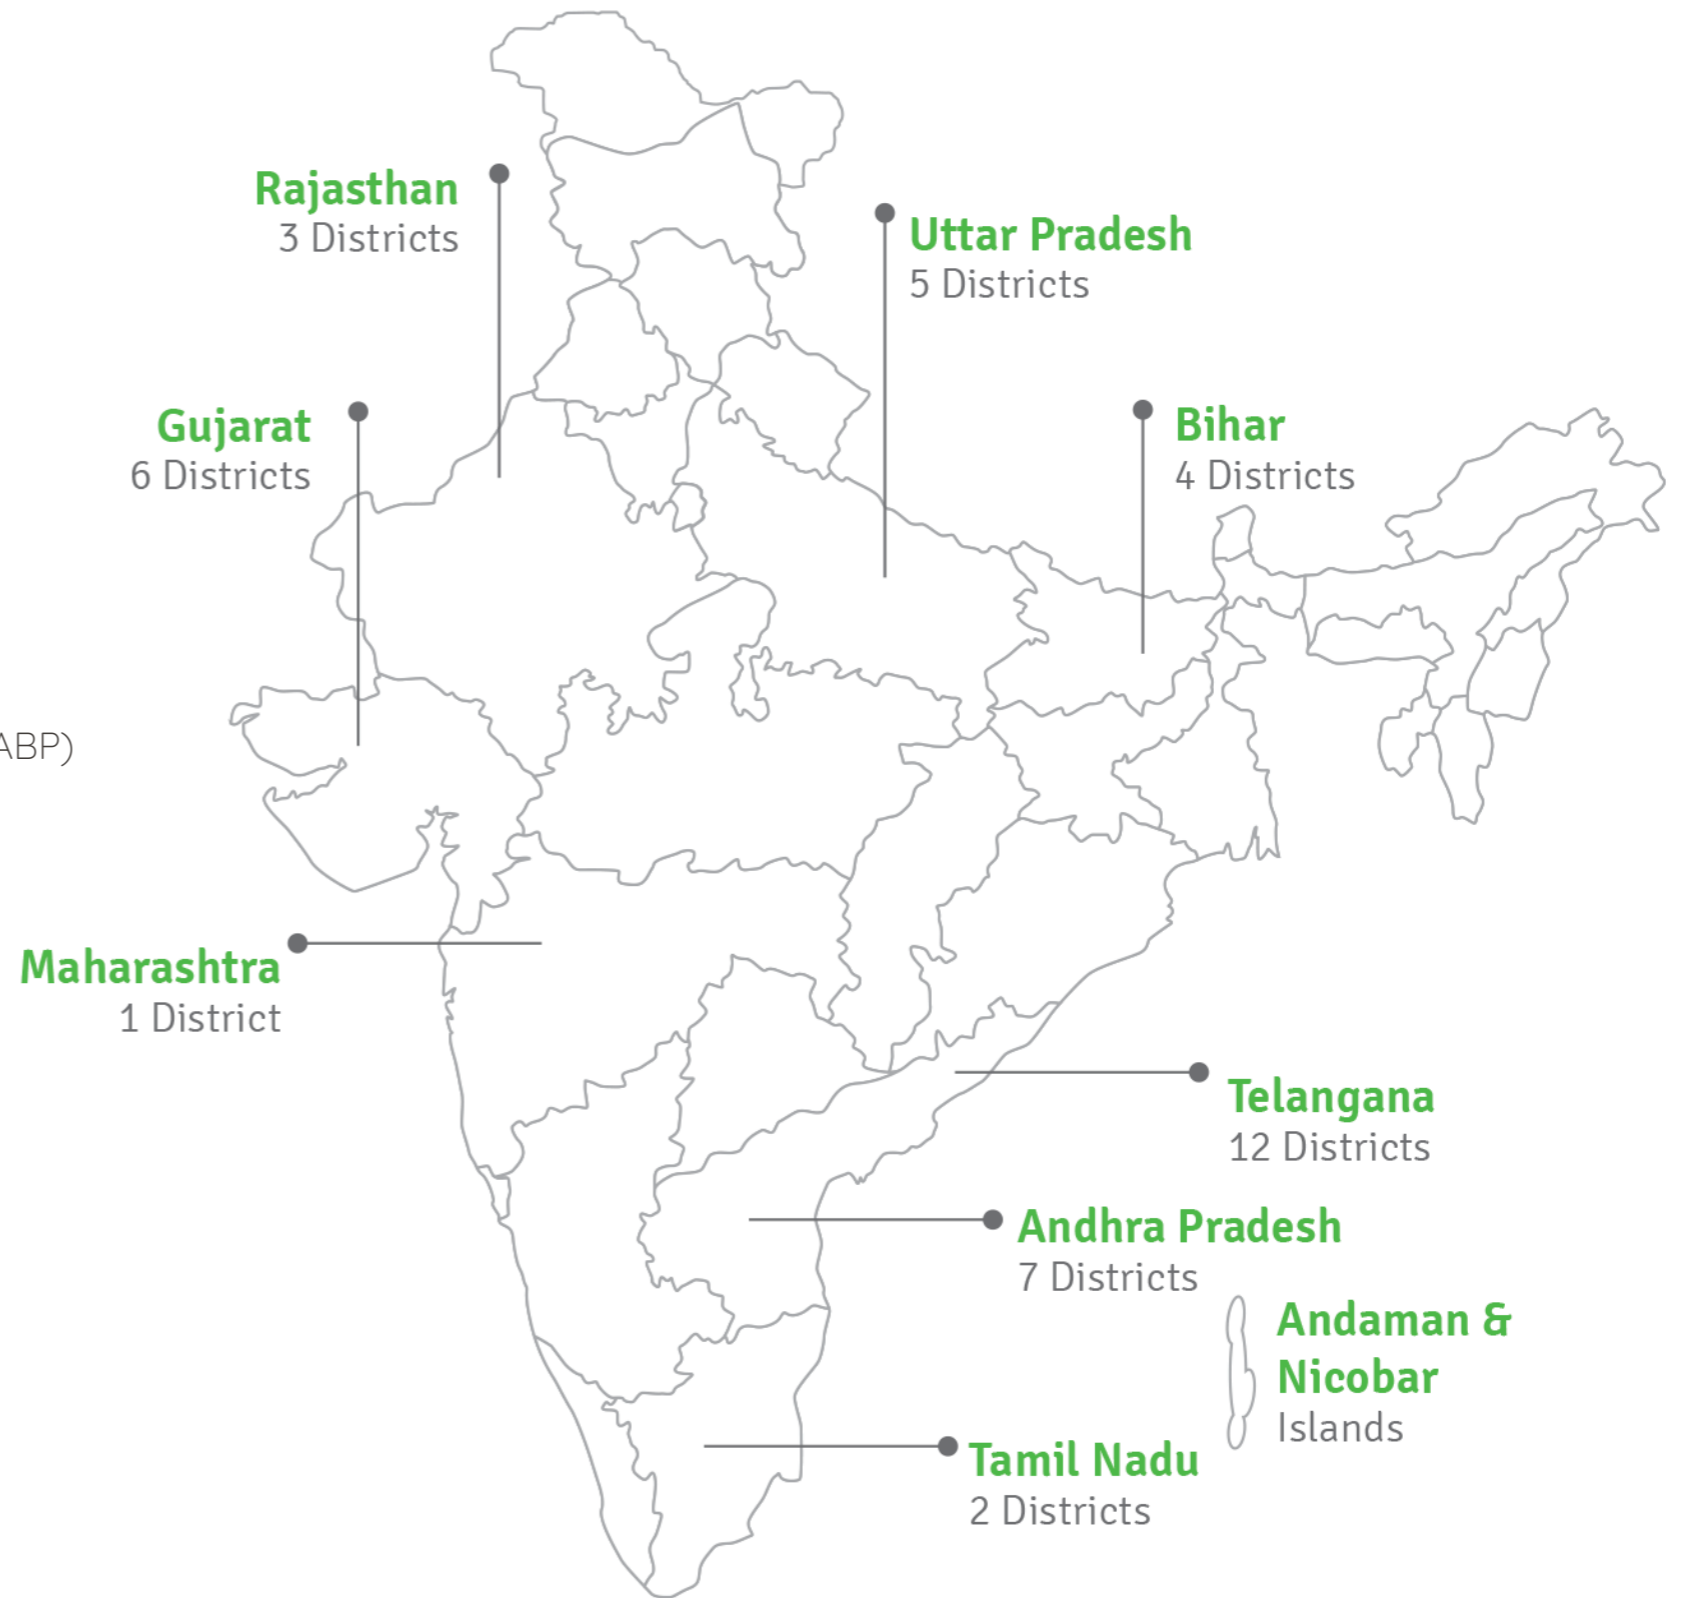 Rajasthan
3 Districts
Uttar Pradesh
5 Districts
Gujarat
6 Districts
Bihar
4 Districts
ABP)
Maharashtra
1 District
Telangana
12 Districts
Andhra Pradesh
7 Districts
Andaman &
Nicobar
Islands
Tamil Nadu
2 Districts